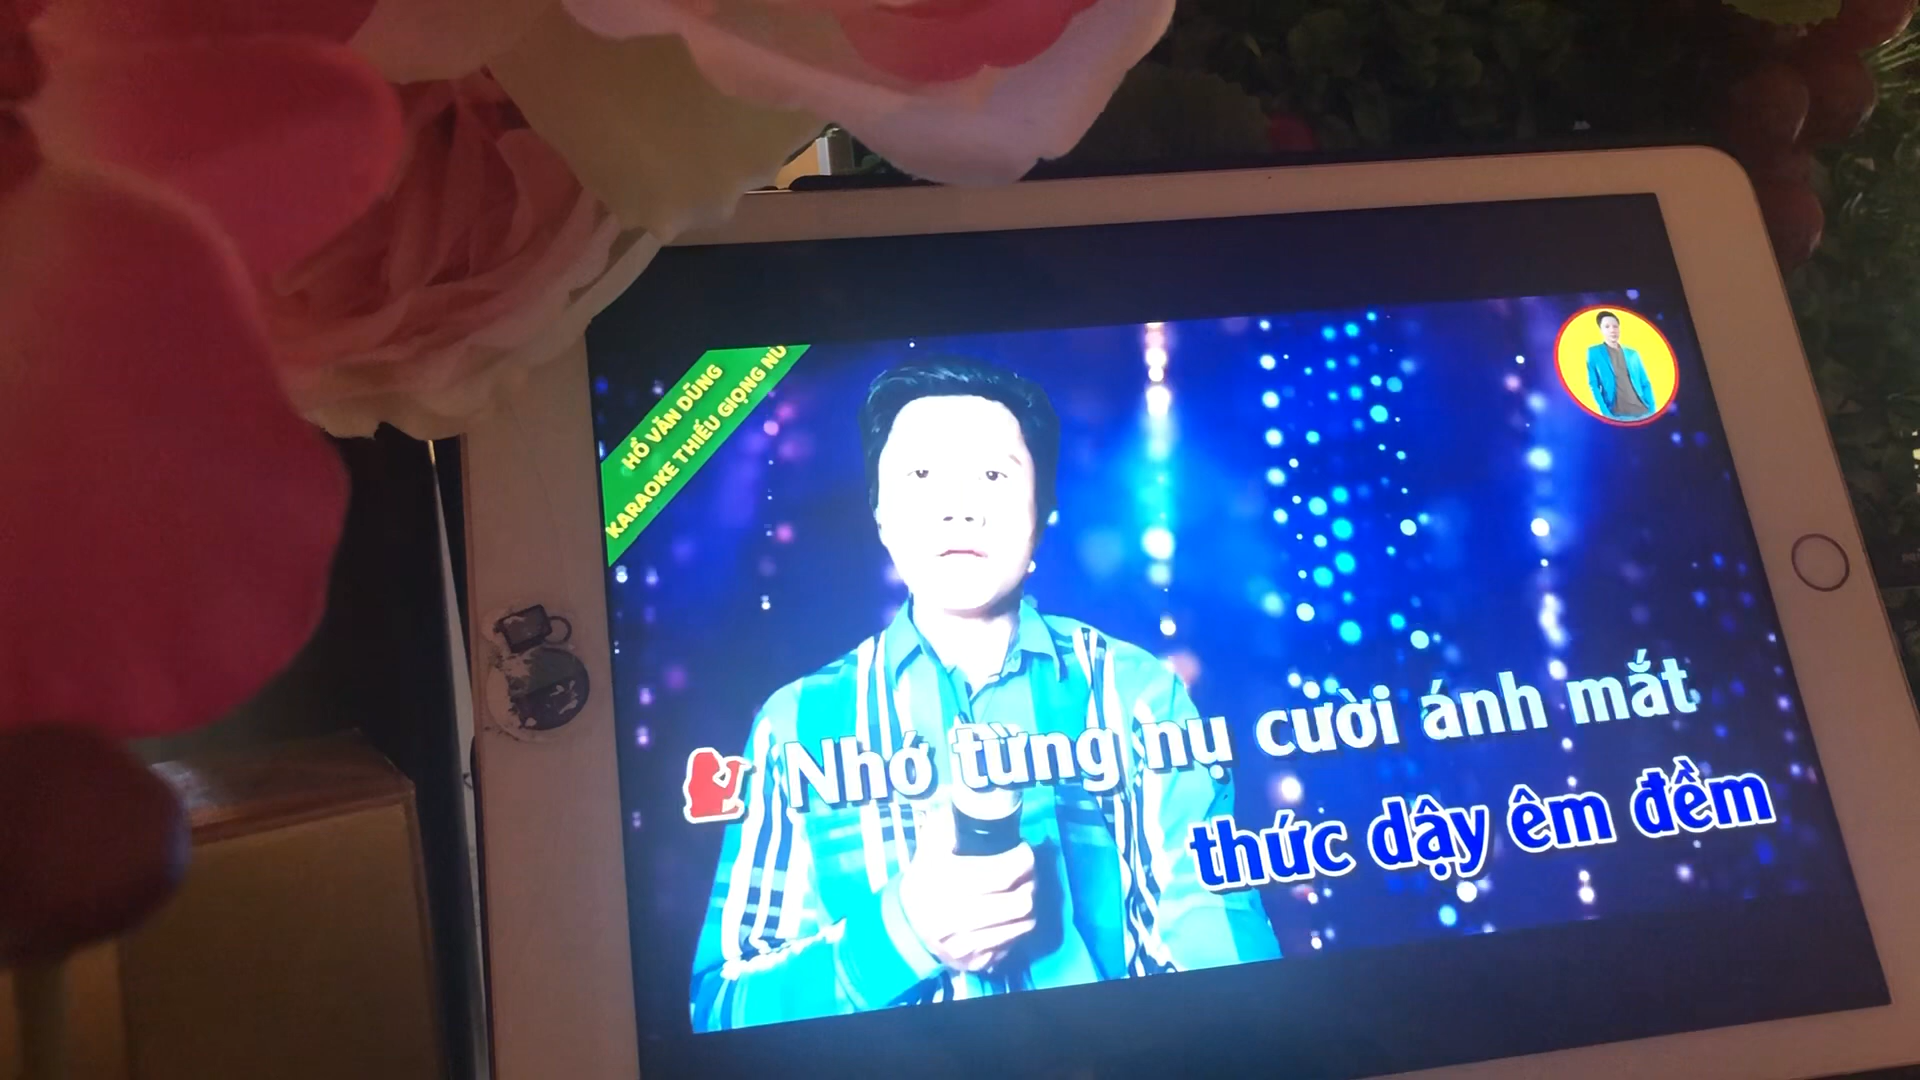 HỒ VĂN DŨNG
KARAOKE THIẾU GIỌNG NỮ
Nhớ từng nụ cười ánh mắt
thức dậy êm đềm